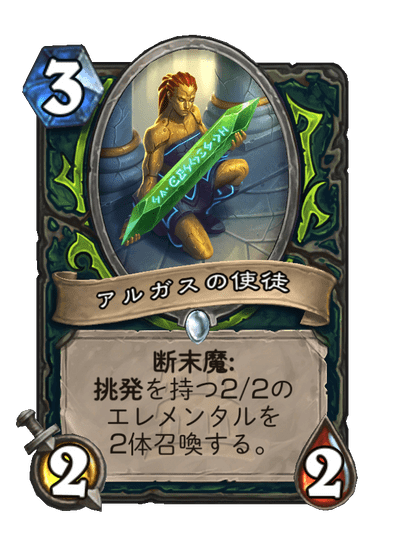 3
アルガスの使徒
断末魔:
挑発を持つ2/2の
エレメンタルを
2体召喚する。
2
2